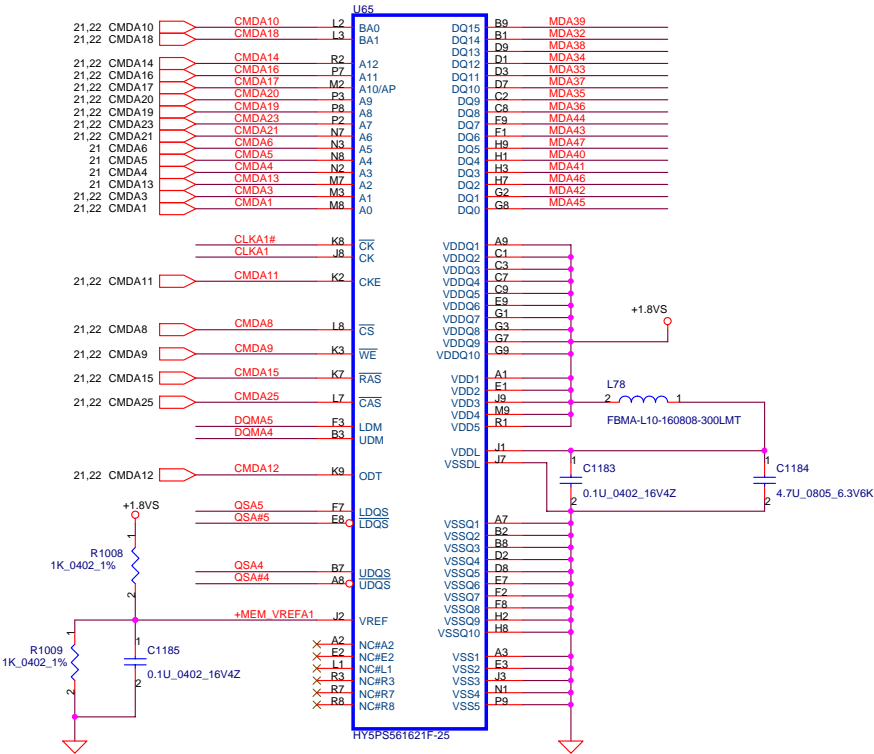 U65
21,22 CMDA10 CMDA10 L2 BA0 DQ15 B9 MDA39
21,22 CMDA18 CMDA18 L3 BA1 DQ14 B1 MDA32
DQ13 D9 MDA38
21,22 CMDA14 CMDA14 R2 A12 DQ12 D1 MDA34
21,22 CMDA16 CMDA16 P7 A11 DQ11 D3 MDA33
21,22 CMDA17 CMDA17 M2 A10/AP DQ10 D7 MDA37
21,22 CMDA20 CMDA20 P3 A9 DQ9 C2 MDA35
21,22 CMDA19 CMDA19 P8 A8 DQ8 C8 MDA36
21,22 CMDA23 CMDA23 P2 A7 DQ7 F9 MDA44
21,22 CMDA21 CMDA21 N7 A6 DQ6 F1 MDA43
21 CMDA6 CMDA6 N3 A5 DQ5 H9 MDA47
21 CMDA5 CMDA5 N8 A4 DQ4 H1 MDA40
21 CMDA4 CMDA4 N2 A3 DQ3 H3 MDA41
21 CMDA13 CMDA13 M7 A2 DQ2 H7 MDA46
21,22 CMDA3 CMDA3 M3 A1 DQ1 G2 MDA42
21,22 CMDA1 CMDA1 M8 A0 DQ0 G8 MDA45
CLKA1# K8 CK VDDQ1 A9
CLKA1 J8 CK VDDQ2 C1
VDDQ3 C3
21,22 CMDA11 CMDA11 K2 CKE VDDQ4 C7
VDDQ5 C9
VDDQ6 E9
VDDQ7 G1
21,22 CMDA8 CMDA8 L8 CS VDDQ8 G3
VDDQ9 G7 +1.8VS
21,22 CMDA9 CMDA9 K3 WE VDDQ10 G9
21,22 CMDA15 CMDA15 K7 RAS VDD1 A1
VDD2 E1
21,22 CMDA25 CMDA25 L7 CAS VDD3 J9 2 L78 1
VDD4 M9
FBMA-L10-160808-300LMT
DQMA5 F3 LDM VDD5 R1
DQMA4 B3 UDM
VDDL J1
VSSDL J7
21,22 CMDA12 CMDA12 K9 ODT
1 C1183 2
0.1U_0402_16V4Z
1 C1184 2
4.7U_0805_6.3V6K
+1.8VS
QSA5 F7 LDQS
QSA#5 E8 LDQS VSSQ1 A7
VSSQ2 B2
VSSQ3 B8
VSSQ4 D2
QSA4 B7 UDQS VSSQ5 D8
QSA#4 A8 UDQS VSSQ6 E7
VSSQ7 F2
VSSQ8 F8
+MEM_VREFA1 J2 VREF VSSQ9 H2
VSSQ10 H8
1 R1008 2
1K_0402_1%
1 R1009 2
1K_0402_1%
1 C1185 2
0.1U_0402_16V4Z
A2 NC#A2 VSS1 A3
E2 NC#E2 VSS2 E3
L1 NC#L1 VSS3 J3
R3 NC#R3 VSS4 N1
R7 NC#R7 VSS5 P9
R8 NC#R8
HY5PS561621F-25